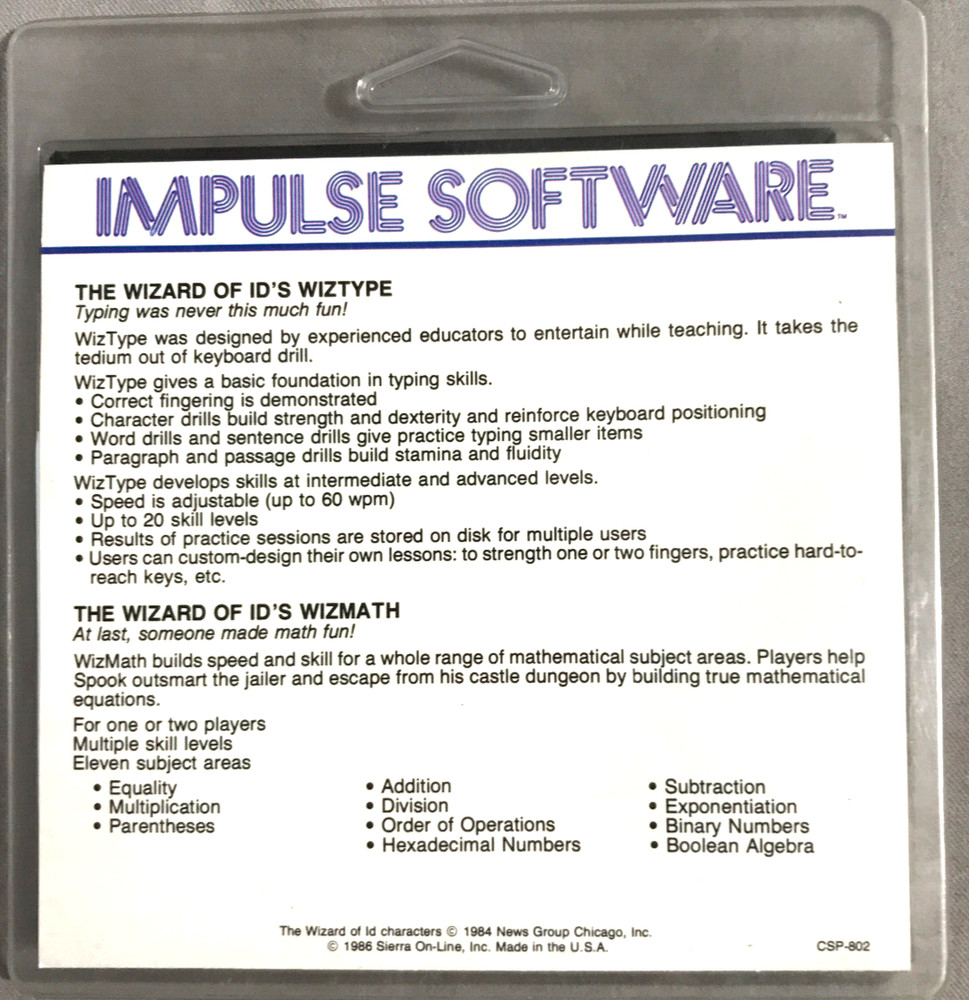 IMPULSE SOFTWARE™
THE WIZARD OF ID'S WIZTYPE
Typing was never this much fun!
WizType was designed by experienced educators to entertain while teaching. It takes the
tedium out of keyboard drill.
WizType gives a basic foundation in typing skills.
• Correct fingering is demonstrated
• Character drills build strength and dexterity and reinforce keyboard positioning
• Word drills and sentence drills give practice typing smaller items
• Paragraph and passage drills build stamina and fluidity
WizType develops skills at intermediate and advanced levels.
• Speed is adjustable (up to 60 wpm)
• Up to 20 skill levels
• Results of practice sessions are stored on disk for multiple users
• Users can custom-design their own lessons: to strength one or two fingers, practice hard-to-
reach keys, etc.
THE WIZARD OF ID'S WIZMATH
At last, someone made math fun!
WizMath builds speed and skill for a whole range of mathematical subject areas. Players help
Spook outsmart the jailer and escape from his castle dungeon by building true mathematical
equations.
For one or two players
Multiple skill levels
Eleven subject areas
• Equality • Addition • Subtraction
• Multiplication • Division • Exponentiation
• Parentheses • Order of Operations • Binary Numbers
• Hexadecimal Numbers • Boolean Algebra
The Wizard of Id characters © 1984 News Group Chicago, Inc.
© 1986 Sierra On-Line, Inc. Made in the U.S.A. CSP-802